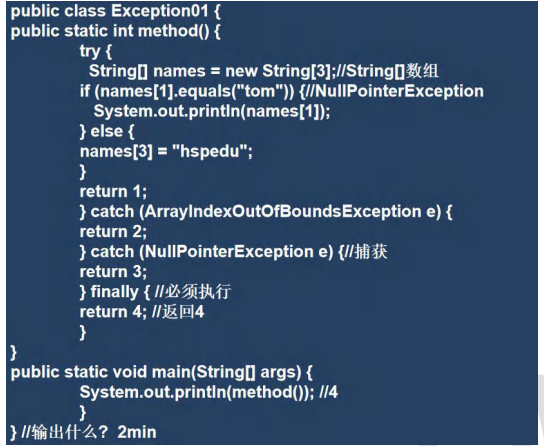 public class Exception01 {
public static int method() {
try {
String[] names = new String[3];//String[]数组
if (names[1].equals("tom")) {//NullPointerException
System.out.println(names[1]);
} else {
names[3] = "hspedu";
}
return 1;
} catch (ArrayIndexOutOfBoundsException e) {
return 2;
} catch (NullPointerException e) {//捕获
return 3;
} finally { //必须执行
return 4; //返回4
}
}
public static void main(String[] args) {
System.out.println(method()); //4
}
} //输出什么? 2min